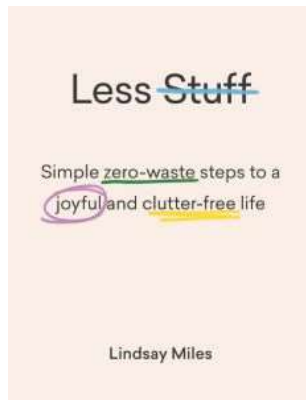 Less Stuff
Simple zero-waste steps to a
joyful and clutter-free life
Lindsay Miles